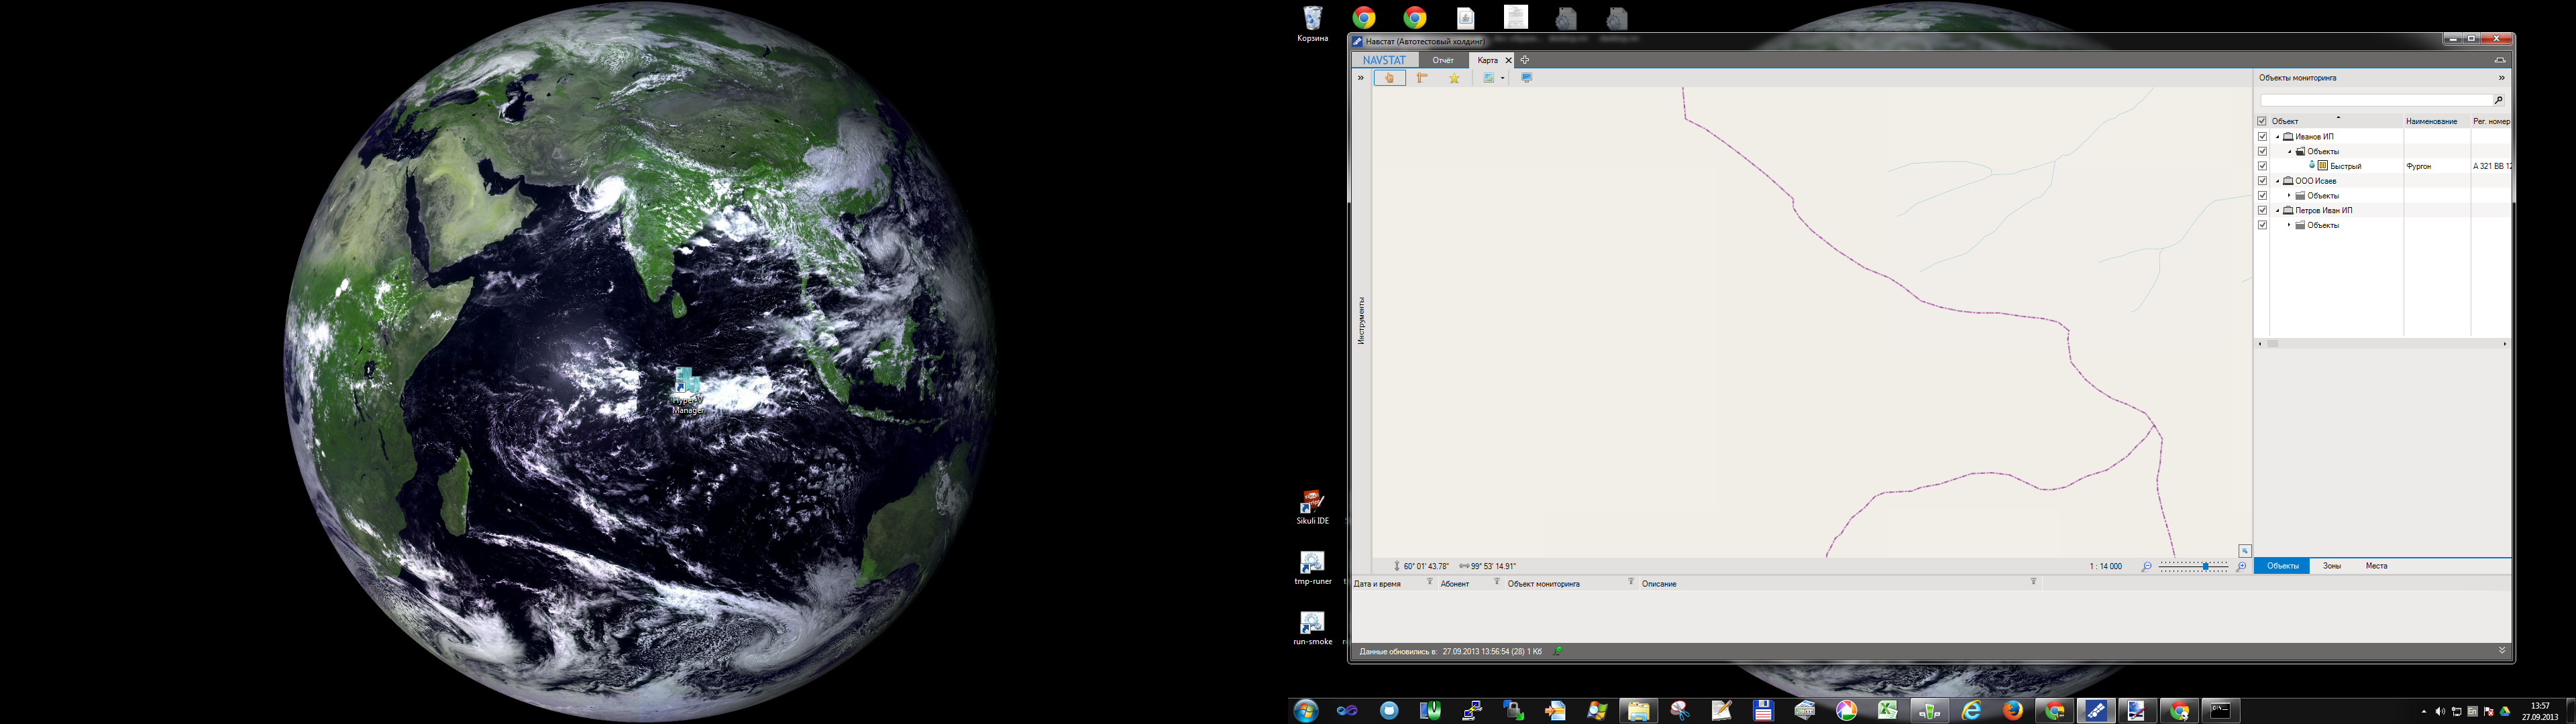 Корзина
Hyper-V
Manager
Sikuli IDE
tmp-runer
run-smoke
Навстат (Автотестовый холдинг)
NAVSTAT
Отчёт
Карта
Инструменты
Объекты мониторинга
Объект Наименование Рег. номер
Иванов ИП
Объекты
Быстрый Фургон А 321 ВВ 12
ООО Исаев
Объекты
Петров Иван ИП
Объекты
60° 01' 43.78" 99° 53' 14.91"
1 : 14 000
Объекты Зоны Места
Дата и время Абонент Объект мониторинга Описание
Данные обновились в: 27.09.2013 13:56:54 (28) 1 Кб
EN
13:57
27.09.2013